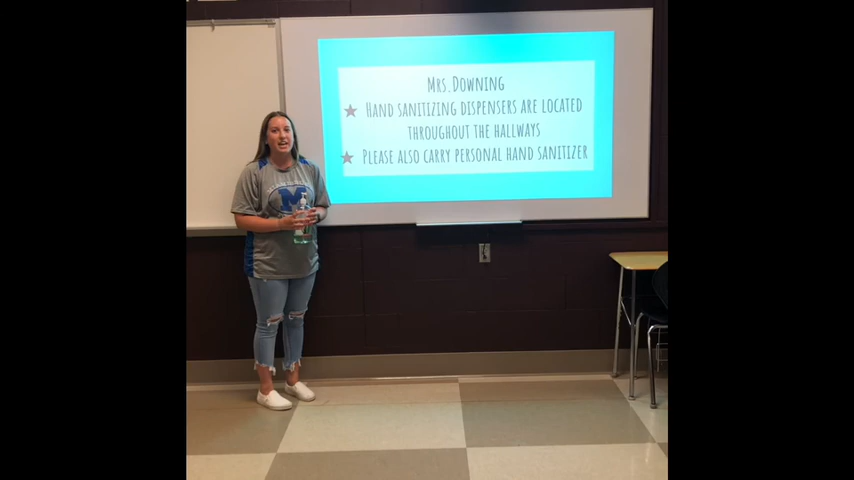 Mrs. Downing
★ Hand sanitizing dispensers are located
throughout the hallways
★ Please also carry personal hand sanitizer
M